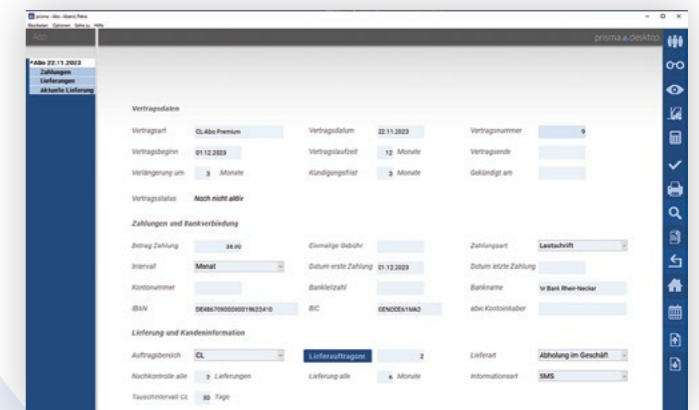 prisma - Abo - Abend, Petra
Bearbeiten Optionen Gehe zu Hilfe
Abo prisma desktop
Abo 22.11.2023
Zahlungen
Lieferungen
Aktuelle Lieferung
Vertragsdaten
Vertragsart CL-Abo Premium Vertragsdatum 22.11.2023 Vertragsnummer 9
Vertragsbeginn 01.12.2023 Vertragslaufzeit 12 Monate Vertragsende
Verlängerung um 3 Monate Kündigungsfrist 3 Monate Gekündigt am
Vertragsstatus Noch nicht aktiv
Zahlungen und Bankverbindung
Betrag Zahlung 39.90 Einmalige Gebühr Zahlungsart Lastschrift
Intervall Monat Datum erste Zahlung 01.12.2023 Datum letzte Zahlung
Kontonummer Bankleitzahl Bankname Vr Bank Rhein-Neckar
IBAN BIC GENODE61MA2 abw. Kontoinhaber
Lieferung und Kundeninformation
Auftragsbereich CL Lieferauftragsnr. 2 Lieferart Abholung im Geschäft
Nachkontrolle alle 2 Lieferungen Lieferung alle 6 Monate Informationsart SMS
Tauschintervall CL 30 Tage